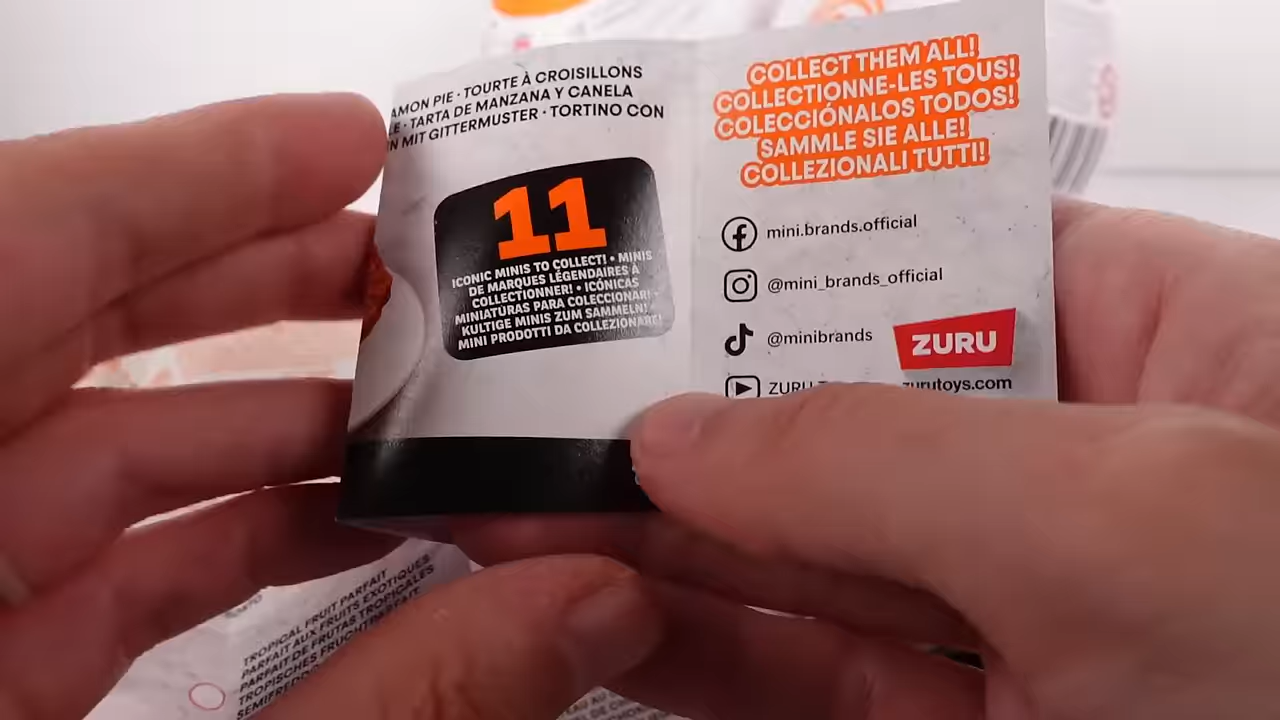 AMON PIE · TOURTE À CROISILLONS
E · TARTA DE MANZANA Y CANELA
N MIT GITTERMUSTER · TORTINO CON
11
ICONIC MINIS TO COLLECT! • MINIS
DE MARQUES LÉGENDAIRES À
COLLECTIONNER! • ICÓNICAS
MINIATURAS PARA COLECCIONAR! •
KULTIGE MINIS ZUM SAMMELN! •
MINI PRODOTTI DA COLLEZIONARE!
COLLECT THEM ALL!
COLLECTIONNE-LES TOUS!
COLECCIÓNALOS TODOS!
SAMMLE SIE ALLE!
COLLEZIONALI TUTTI!
mini.brands.official
@mini_brands_official
@minibrands
ZURU
ZURU
zurutoys.com
TROPICAL FRUIT PARFAIT
PARFAIT AUX FRUITS EXOTIQUES
PARFAIT DE FRUTAS TROPICALES
TROPISCHES FRUCHTPARFAIT
SEMIFREDDO